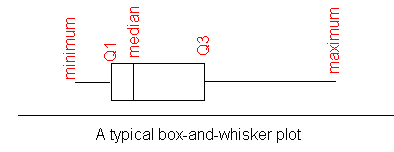 minimum
Q1
median
Q3
maximum
A typical box-and-whisker plot